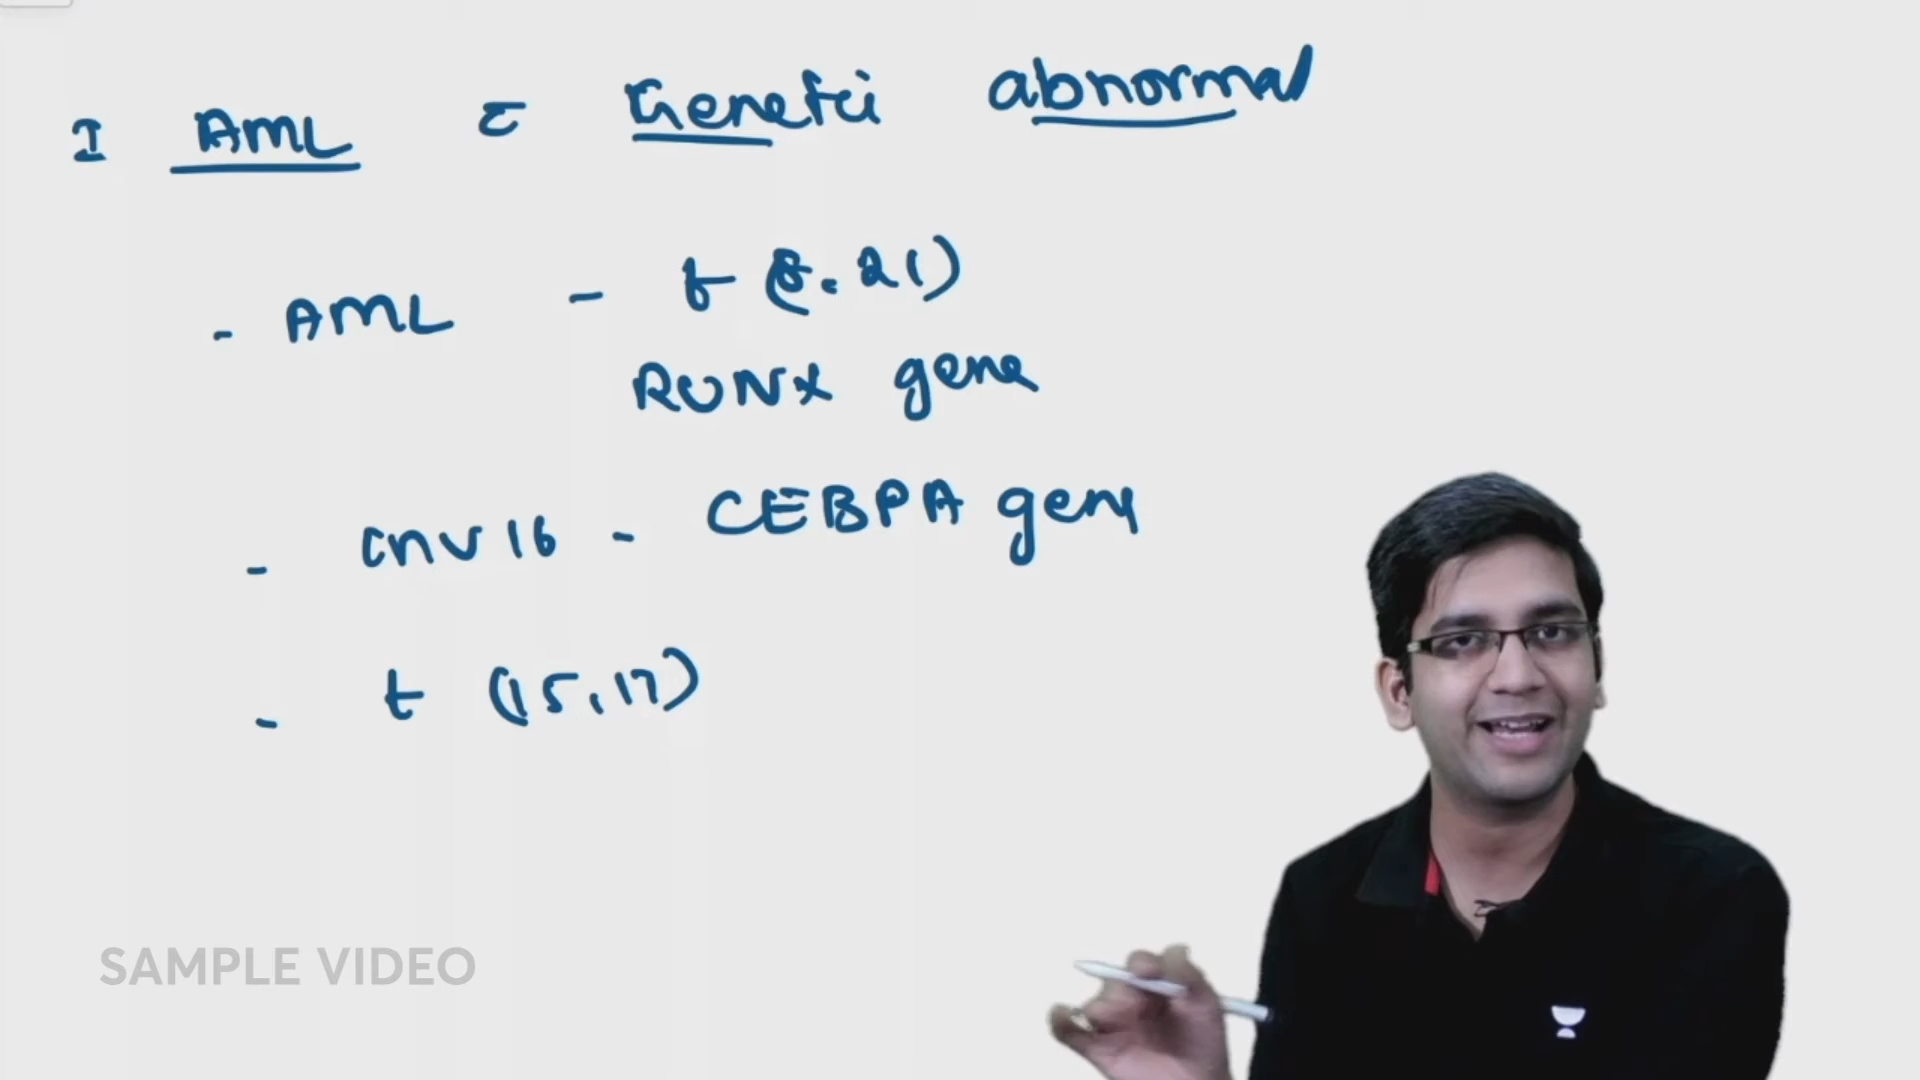 I AML c Genetic abnormal
- AML - t (8.21)
RUNX gene
- inv 16 - CEBPA gene
- t (15,17)
SAMPLE VIDEO